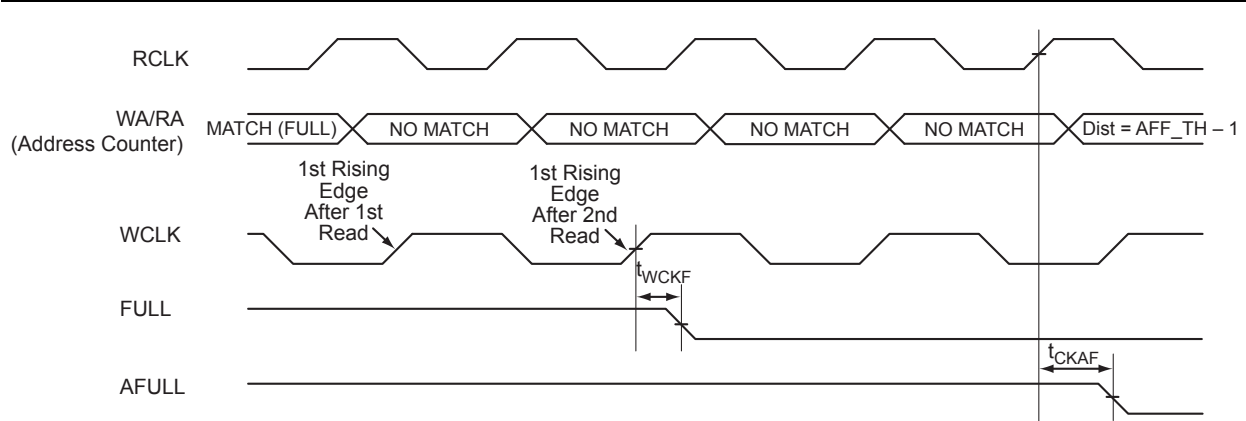 RCLK
WA/RA
(Address Counter)
MATCH (FULL)
NO MATCH
NO MATCH
NO MATCH
NO MATCH
Dist = AFF_TH – 1
1st Rising
Edge
After 1st
Read
1st Rising
Edge
After 2nd
Read
WCLK
tWCKF
FULL
tCKAF
AFULL